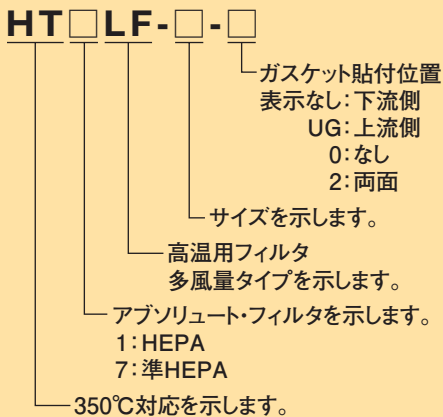 HT□LF-□-□
ガスケット貼付位置
表示なし:下流側
UG:上流側
0:なし
2:両面
サイズを示します。
高温用フィルタ
多風量タイプを示します。
アブソリュート・フィルタを示します。
1:HEPA
7:準HEPA
350℃対応を示します。